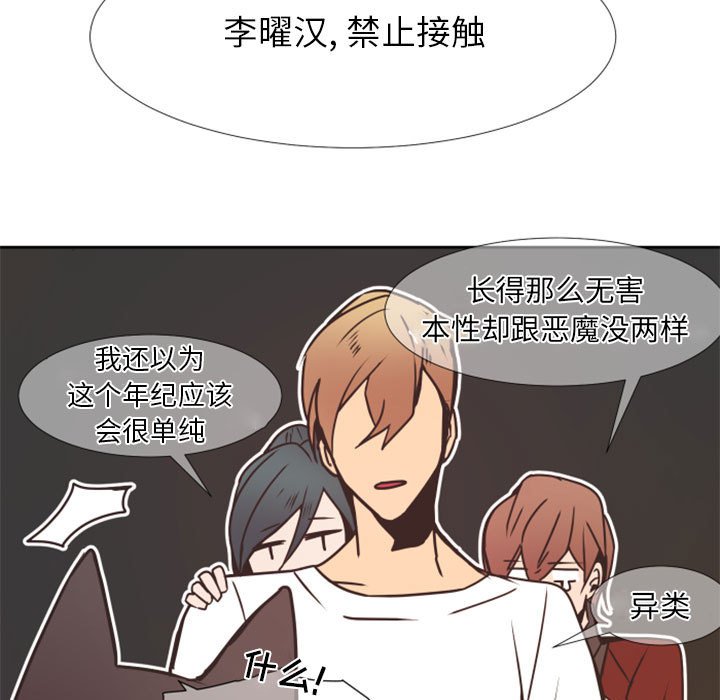 李曜汉, 禁止接触
长得那么无害
本性却跟恶魔没两样
我还以为
这个年纪应该
会很单纯
异类
什么!